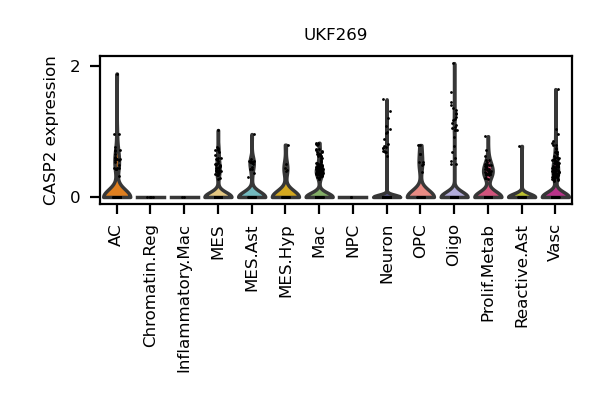 UKF269
CASP2 expression
2
0
AC
Chromatin.Reg
Inflammatory.Mac
MES
MES.Ast
MES.Hyp
Mac
NPC
Neuron
OPC
Oligo
Prolif.Metab
Reactive.Ast
Vasc